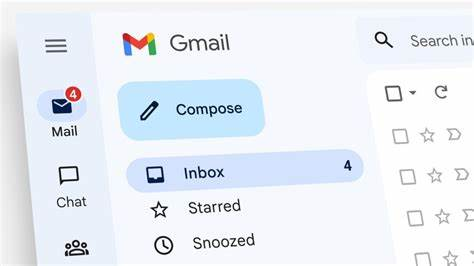 Gmail
Search in
4
Mail
Compose
Chat
Inbox 4
Starred
Snoozed